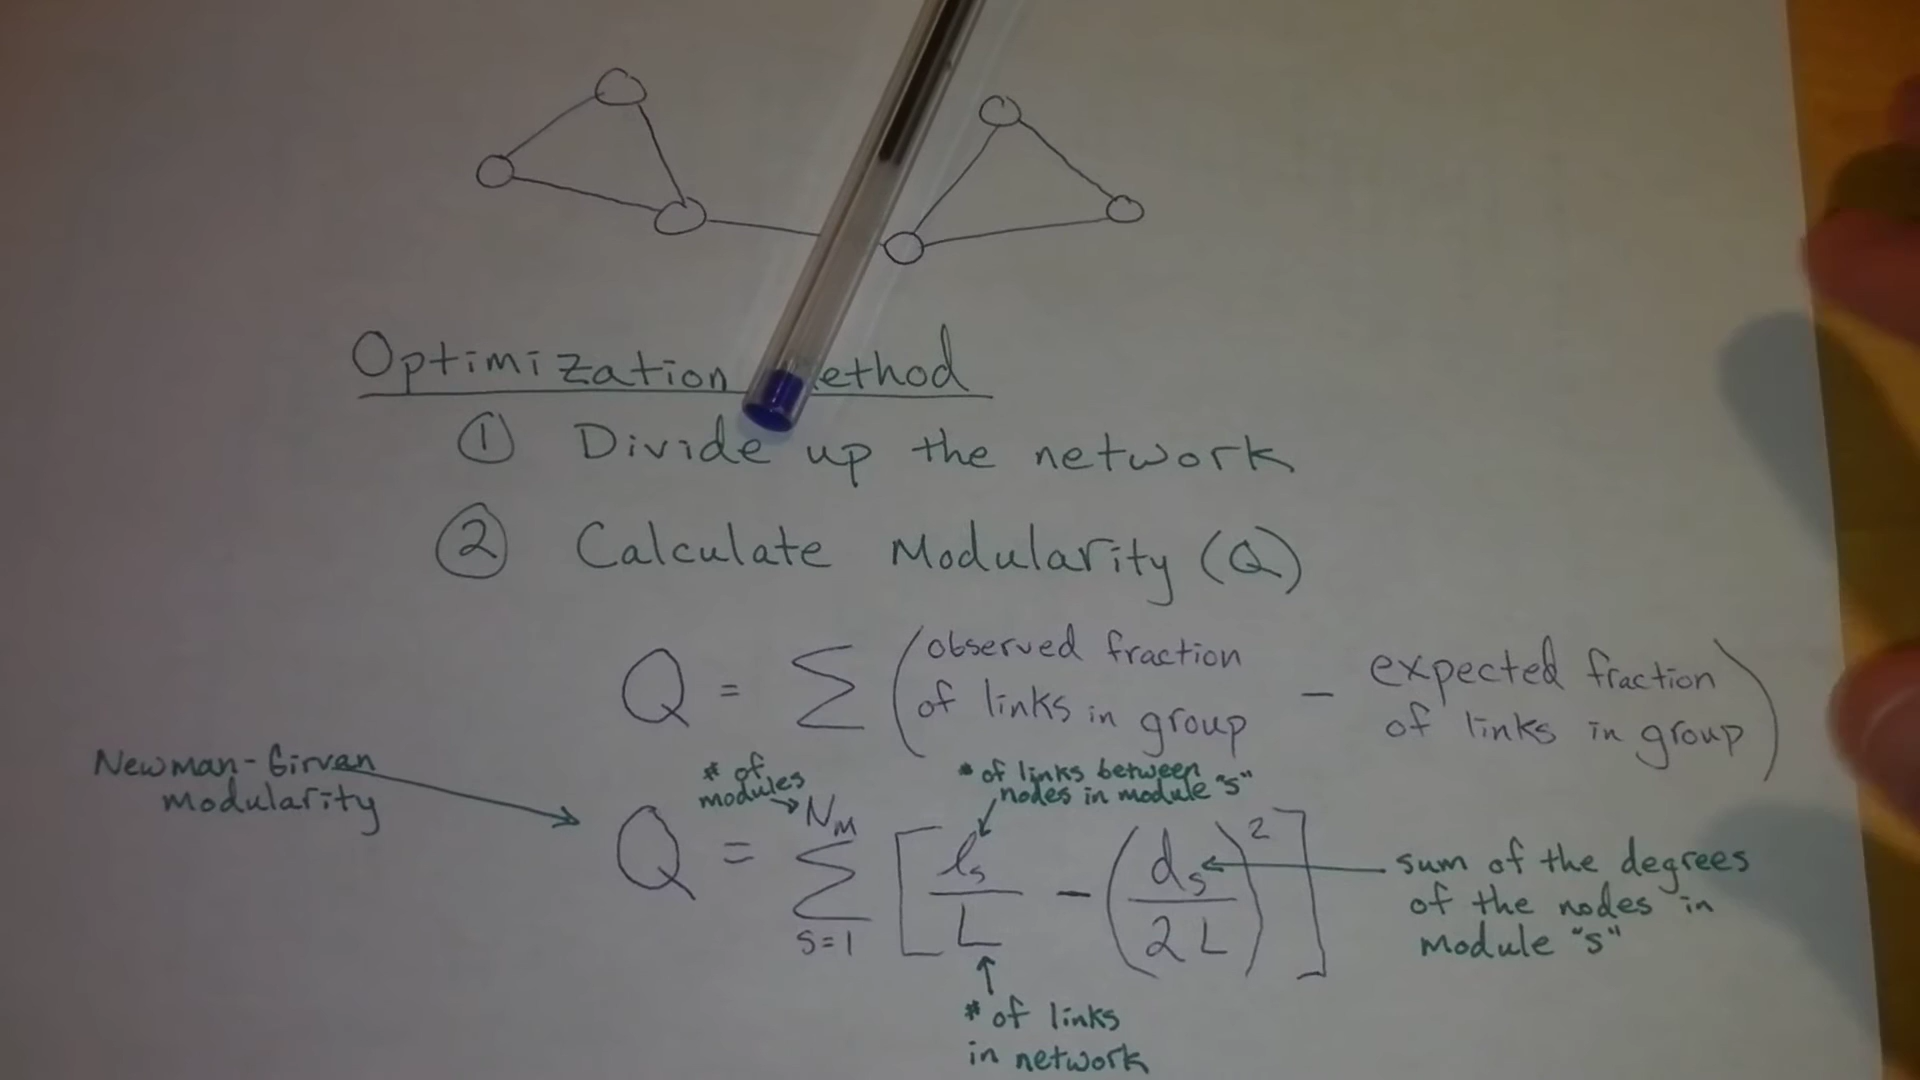 Optimization ethod
① Divide up the network
② Calculate Modularity (Q)
Q = Σ (observed fraction of links in group - expected fraction of links in group)
Newman-Girvan
modularity
# of
modules
# of links between
nodes in module "s"
Q = Σ_{s=1}^{N_M} [ l_s/L - (d_s/2L)^2 ]
sum of the degrees
of the nodes in
module "s"
# of links
in network